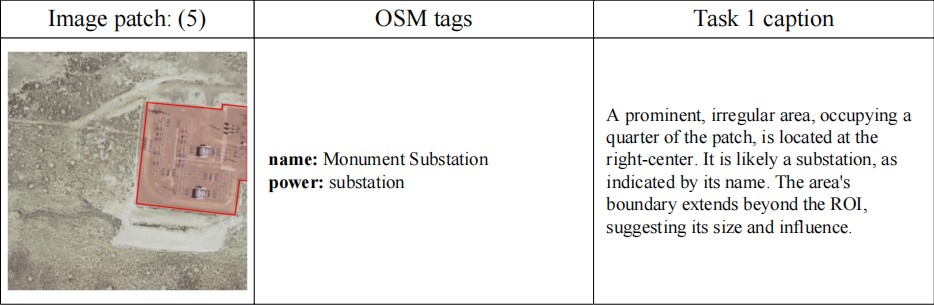 Image patch: (5)
OSM tags
Task 1 caption
name: Monument Substation
power: substation
A prominent, irregular area, occupying a
quarter of the patch, is located at the
right-center. It is likely a substation, as
indicated by its name. The area's
boundary extends beyond the ROI,
suggesting its size and influence.